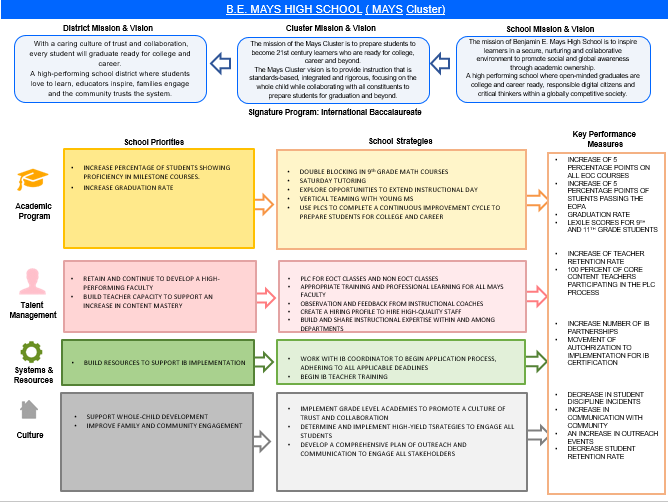 B.E. MAYS HIGH SCHOOL ( MAYS Cluster)
District Mission & Vision
With a caring culture of trust and collaboration,
every student will graduate ready for college and
career.
A high-performing school district where students
love to learn, educators inspire, families engage
and the community trusts the system.
Cluster Mission & Vision
The mission of the Mays Cluster is to prepare students to
become 21st century learners who are ready for college,
career and beyond.
The Mays Cluster vision is to provide instruction that is
standards-based, integrated and rigorous, focusing on the
whole child while collaborating with all constituents to
prepare students for graduation and beyond.
School Mission & Vision
The mission of Benjamin E. Mays High School is to inspire
learners in a secure, nurturing and collaborative
environment to promote social and global awareness
through academic ownership.
A high performing school where open-minded graduates are
college and career ready, responsible digital citizens and
critical thinkers within a globally competitive society.
Signature Program: International Baccalaureate
School Priorities
School Strategies
Key Performance
Measures
Academic
Program
• INCREASE PERCENTAGE OF STUDENTS SHOWING
PROFICIENCY IN MILESTONE COURSES.
• INCREASE GRADUATION RATE
• DOUBLE BLOCKING IN 9th GRADE MATH COURSES
• SATURDAY TUTORING
• EXPLORE OPPORTUNITIES TO EXTEND INSTRUCTIONAL DAY
• VERTICAL TEAMING WITH YOUNG MS
• USE PLCS TO COMPLETE A CONTINUOUS IMPROVEMENT CYCLE TO
PREPARE STUDENTS FOR COLLEGE AND CAREER
• INCREASE OF 5
PERCENTAGE POINTS ON
ALL EOC COURSES
• INCREASE OF 5
PERCENTAGE POINTS OF
STUENTS PASSING THE
EOPA
• GRADUATION RATE
• LEXILE SCORES FOR 9TH
AND 11TH GRADE STUDENTS
Talent
Management
• RETAIN AND CONTINUE TO DEVELOP A HIGH-
PERFORMING FACULTY
• BUILD TEACHER CAPACITY TO SUPPORT AN
INCREASE IN CONTENT MASTERY
• PLC FOR EOCT CLASSES AND NON EOCT CLASSES
• APPROPRIATE TRAINING AND PROFESSIONAL LEARNING FOR ALL MAYS
FACULTY
• OBSERVATION AND FEEDBACK FROM INSTRUCTIONAL COACHES
• CREATE A HIRING PROFILE TO HIRE HIGH-QUALITY STAFF
• BUILD AND SHARE INSTRUCTIONAL EXPERTISE WITHIN AND AMONG
DEPARTMENTS
• INCREASE OF TEACHER
RETENTION RATE
• 100 PERCENT OF CORE
CONTENT TEACHERS
PARTICIPATING IN THE PLC
PROCESS
Systems &
Resources
• BUILD RESOURCES TO SUPPORT IB IMPLEMENTATION
• WORK WITH IB COORDINATOR TO BEGIN APPLICATION PROCESS,
ADHERING TO ALL APPLICABLE DEADLINES
• BEGIN IB TEACHER TRAINING
• INCREASE NUMBER OF IB
PARTNERSHIPS
• MOVEMENT OF
AUTOHRIZATION TO
IMPLEMENTATION FOR IB
CERTIFICATION
Culture
• SUPPORT WHOLE-CHILD DEVELOPMENT
• IMPROVE FAMILY AND COMMUNITY ENGAGEMENT
• IMPLEMENT GRADE LEVEL ACADEMIES TO PROMOTE A CULTURE OF
TRUST AND COLLABORATION
• DETERMINE AND IMPLEMENT HIGH-YIELD TSRATEGIES TO ENGAGE ALL
STUDENTS
• DEVELOP A COMPREHENSIVE PLAN OF OUTREACH AND
COMMUNICATION TO ENGAGE ALL STAKEHOLDERS
• DECREASE IN STUDENT
DISCIPLINE INCIDENTS
• INCREASE IN
COMMUNICATION WITH
COMMUNITY
• AN INCREASE IN OUTREACH
EVENTS
• DECREASE STUDENT
RETENTION RATE